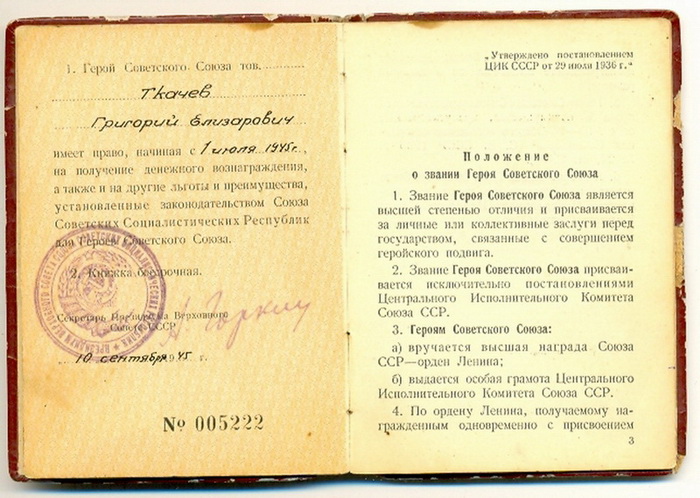 1. Герой Советского Союза тов.
Ткачев
Григорий Елизарович
имеет право, начиная с 1 июля 1945 г.
на получение денежного вознаграждения,
а также и на другие льготы и преимущества,
установленные законодательством Союза
Советских Социалистических Республик
для Героев Советского Союза.
2. Книжка бессрочная.
Секретарь Президиума Верховного
Совета СССР
А. Горкин
10 сентября 1945 г.
№ 005222
„Утверждено постановлением
ЦИК СССР от 29 июля 1936 г.“
Положение
о звании Героя Советского Союза
1. Звание Героя Советского Союза является
высшей степенью отличия и присваивается
за личные или коллективные заслуги перед
государством, связанные с совершением
геройского подвига.
2. Звание Героя Советского Союза присваи-
вается исключительно постановлениями
Центрального Исполнительного Комитета
Союза ССР.
3. Героям Советского Союза:
а) вручается высшая награда Союза
ССР—орден Ленина;
б) выдается особая грамота Центрального
Исполнительного Комитета Союза ССР.
4. По ордену Ленина, получаемому на-
гражденным одновременно с присвоением
3